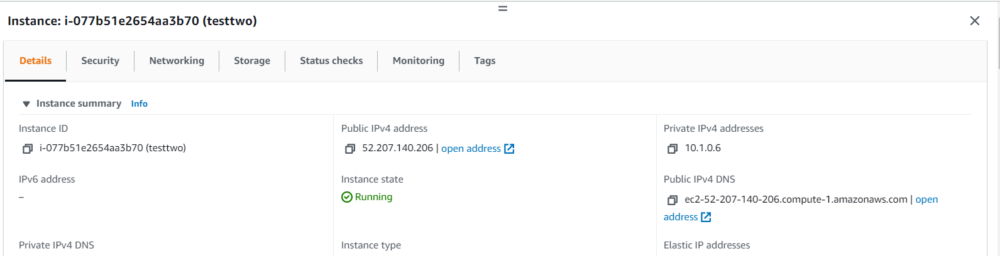 Instance: i-077b51e2654aa3b70 (testtwo)
Details
Security
Networking
Storage
Status checks
Monitoring
Tags
Instance summary Info
Instance ID
i-077b51e2654aa3b70 (testtwo)
Public IPv4 address
52.207.140.206 | open address
Private IPv4 addresses
10.1.0.6
IPv6 address
–
Instance state
Running
Public IPv4 DNS
ec2-52-207-140-206.compute-1.amazonaws.com | open
address
Private IPv4 DNS
Instance type
Elastic IP addresses